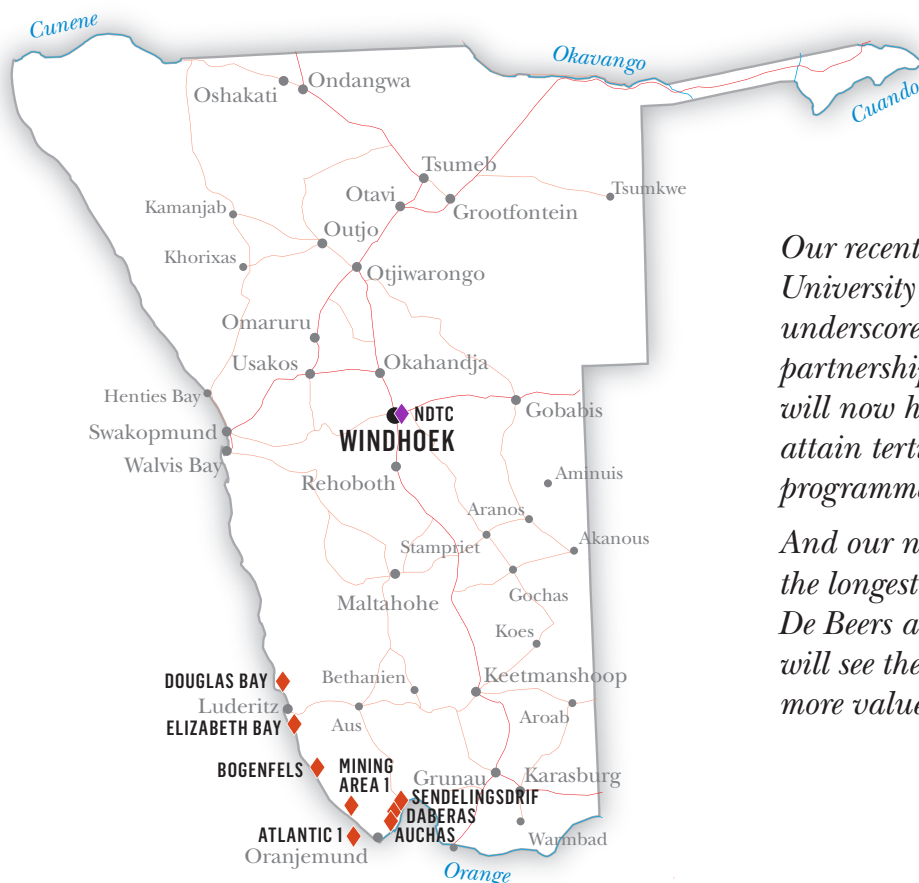 Cunene
Okavango
Cuando
Oshakati
Ondangwa
Tsumeb
Tsumkwe
Otavi
Grootfontein
Kamanjab
Outjo
Khorixas
Otjiwarongo
Omaruru
Usakos
Okahandja
Henties Bay
NDTC
Gobabis
Swakopmund
WINDHOEK
Walvis Bay
Rehoboth
Aminuis
Aranos
Stampriet
Akanous
Maltahohe
Gochas
Koes
DOUGLAS BAY
Bethanien
Keetmanshoop
Luderitz
Aus
Aroab
ELIZABETH BAY
BOGENFELS
MINING
AREA 1
Grunau
Karasburg
SENDELINGSDRIF
DABERAS
ATLANTIC 1
AUCHAS
Warmbad
Oranjemund
Orange
Our recent
University
underscore
partnership
will now h
attain terti
programm
And our n
the longest
De Beers a
will see the
more value